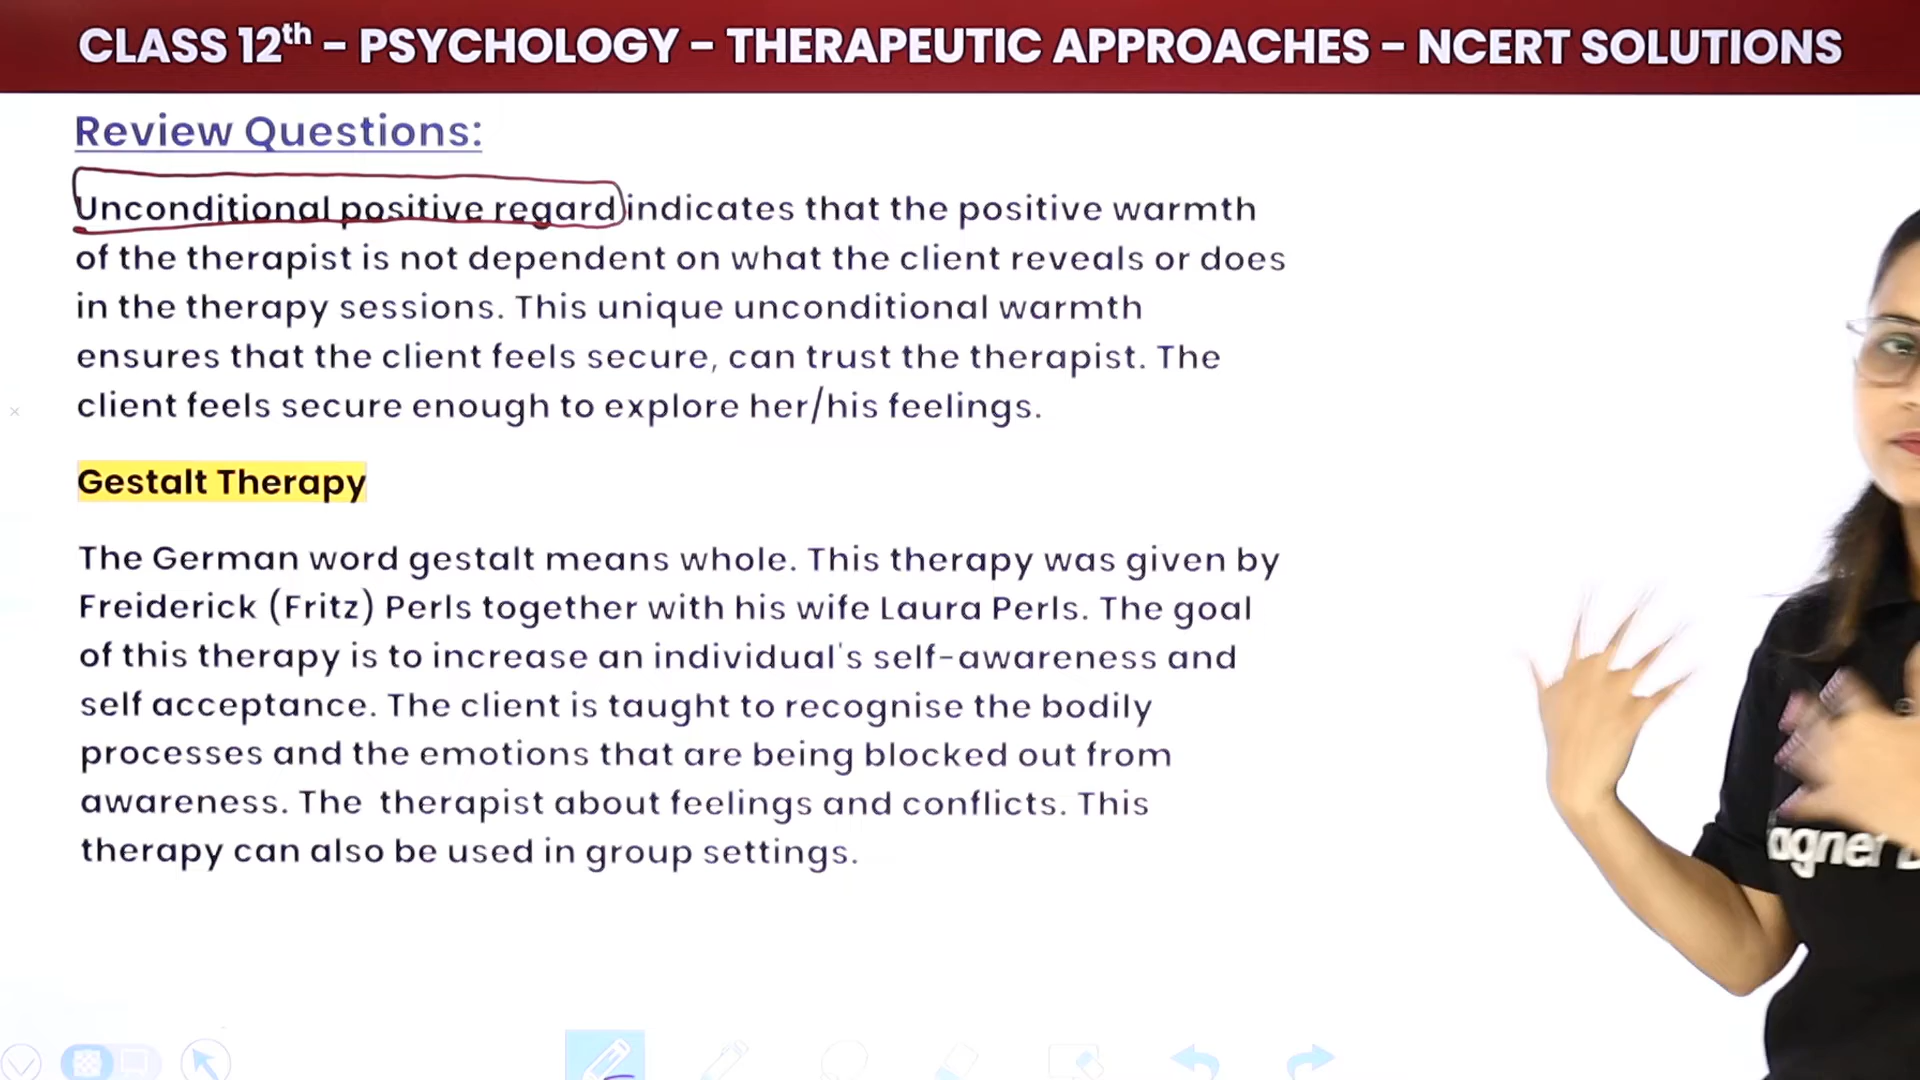 CLASS 12th – PSYCHOLOGY – THERAPEUTIC APPROACHES – NCERT SOLUTIONS
Review Questions:
Unconditional positive regard indicates that the positive warmth
of the therapist is not dependent on what the client reveals or does
in the therapy sessions. This unique unconditional warmth
ensures that the client feels secure, can trust the therapist. The
client feels secure enough to explore her/his feelings.
Gestalt Therapy
The German word gestalt means whole. This therapy was given by
Freiderick (Fritz) Perls together with his wife Laura Perls. The goal
of this therapy is to increase an individual's self-awareness and
self acceptance. The client is taught to recognise the bodily
processes and the emotions that are being blocked out from
awareness. The therapist about feelings and conflicts. This
therapy can also be used in group settings.